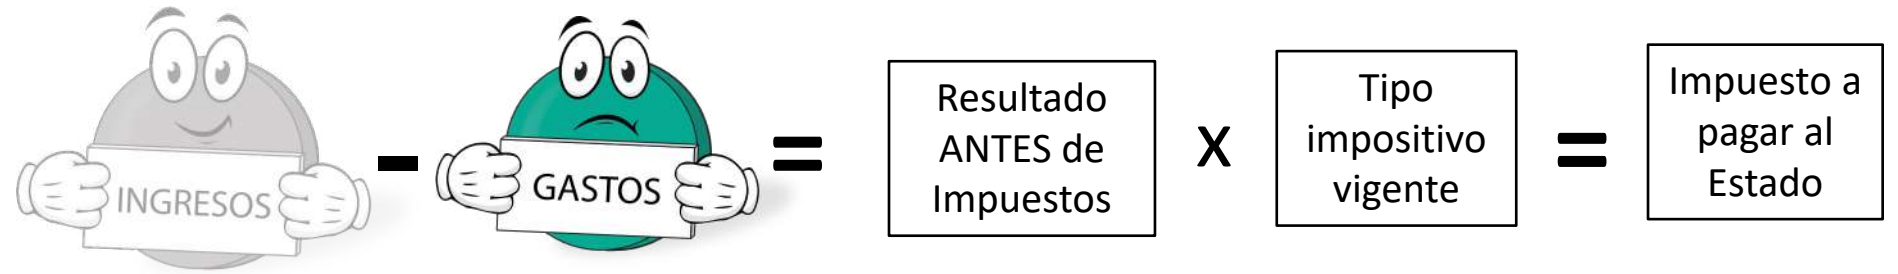 INGRESOS
-
GASTOS
=
Resultado
ANTES de
Impuestos
X
Tipo
impositivo
vigente
=
Impuesto a
pagar al
Estado